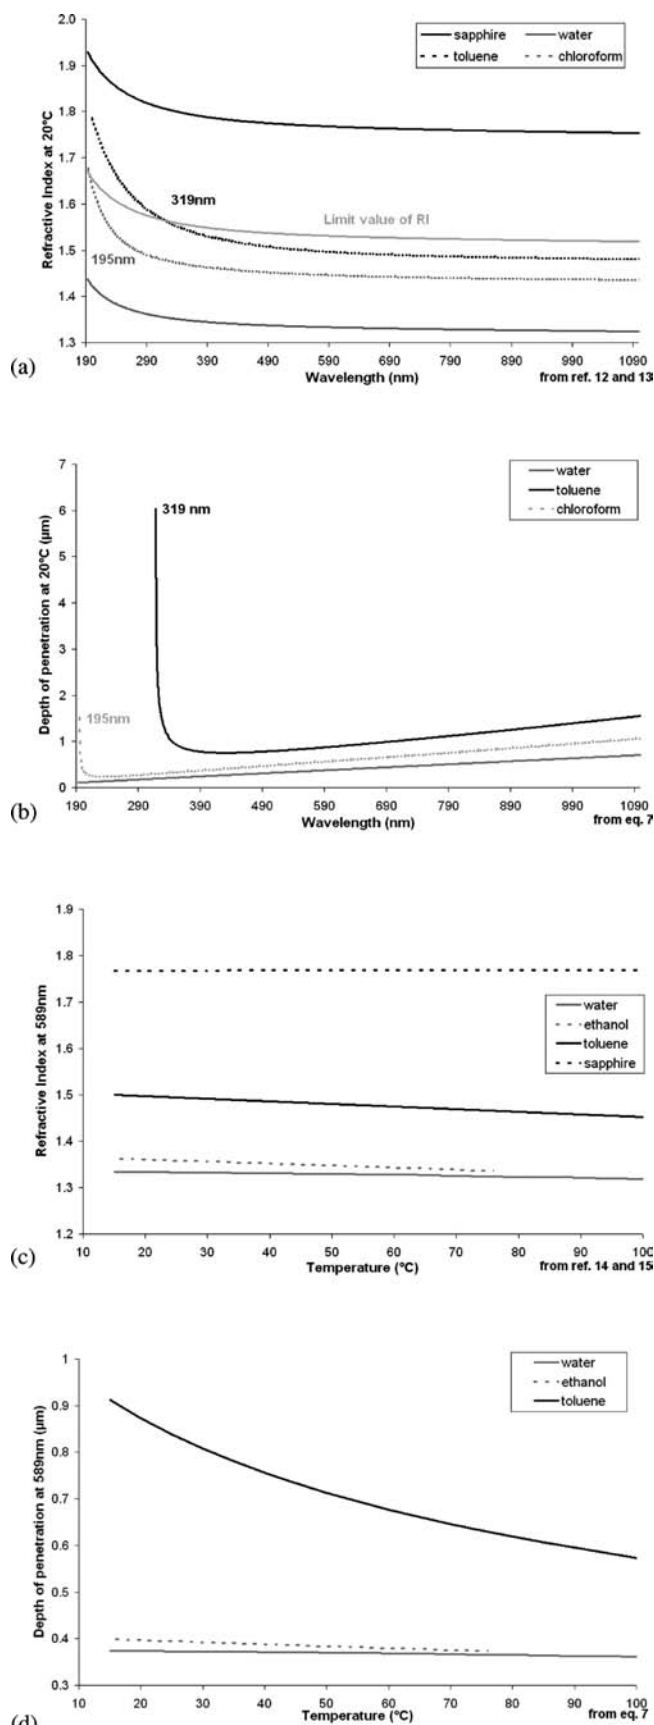 2.0
1.9
1.8
1.7
1.6
1.5
1.4
1.3
Refractive Index at 20°C
sapphire water
toluene chloroform
319nm
Limit value of RI
195nm
190 290 390 490 590 690 790 890 990 1090
Wavelength (nm)
from ref. 12 and 13
(a)
7
6
5
4
3
2
1
0
Depth of penetration at 20°C (µm)
water
toluene
chloroform
319 nm
195nm
190 290 390 490 590 690 790 890 990 1090
Wavelength (nm)
from eq. 7
(b)
1.9
1.8
1.7
1.6
1.5
1.4
1.3
1.2
Refractive Index at 589nm
water
ethanol
toluene
sapphire
10 20 30 40 50 60 70 80 90 100
Temperature (°C)
from ref. 14 and 15
(c)
1
0.9
0.8
0.7
0.6
0.5
0.4
0.3
Depth of penetration at 589nm (µm)
water
ethanol
toluene
10 20 30 40 50 60 70 80 90 100
Temperature (°C)
from eq. 7
(d)